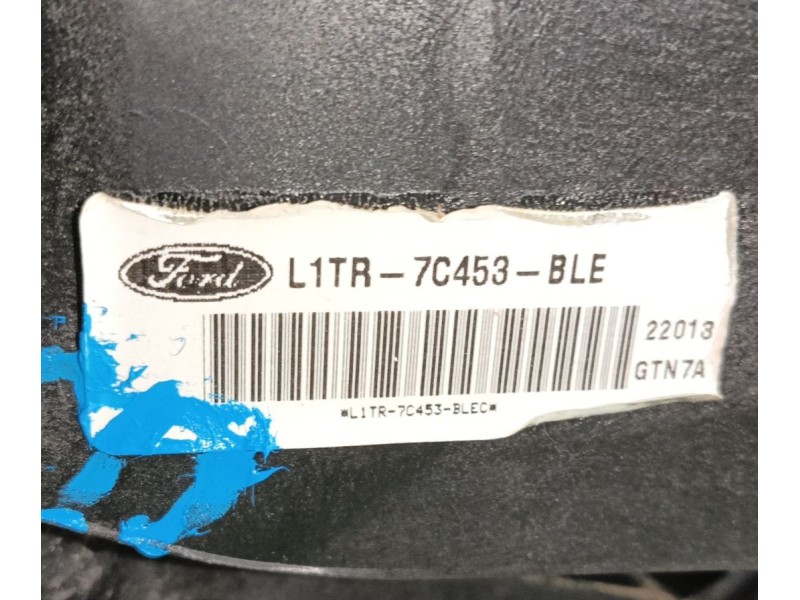 Ford L1TR-7C453-BLE
22013
GTN7A
*L1TR-7C453-BLEC*